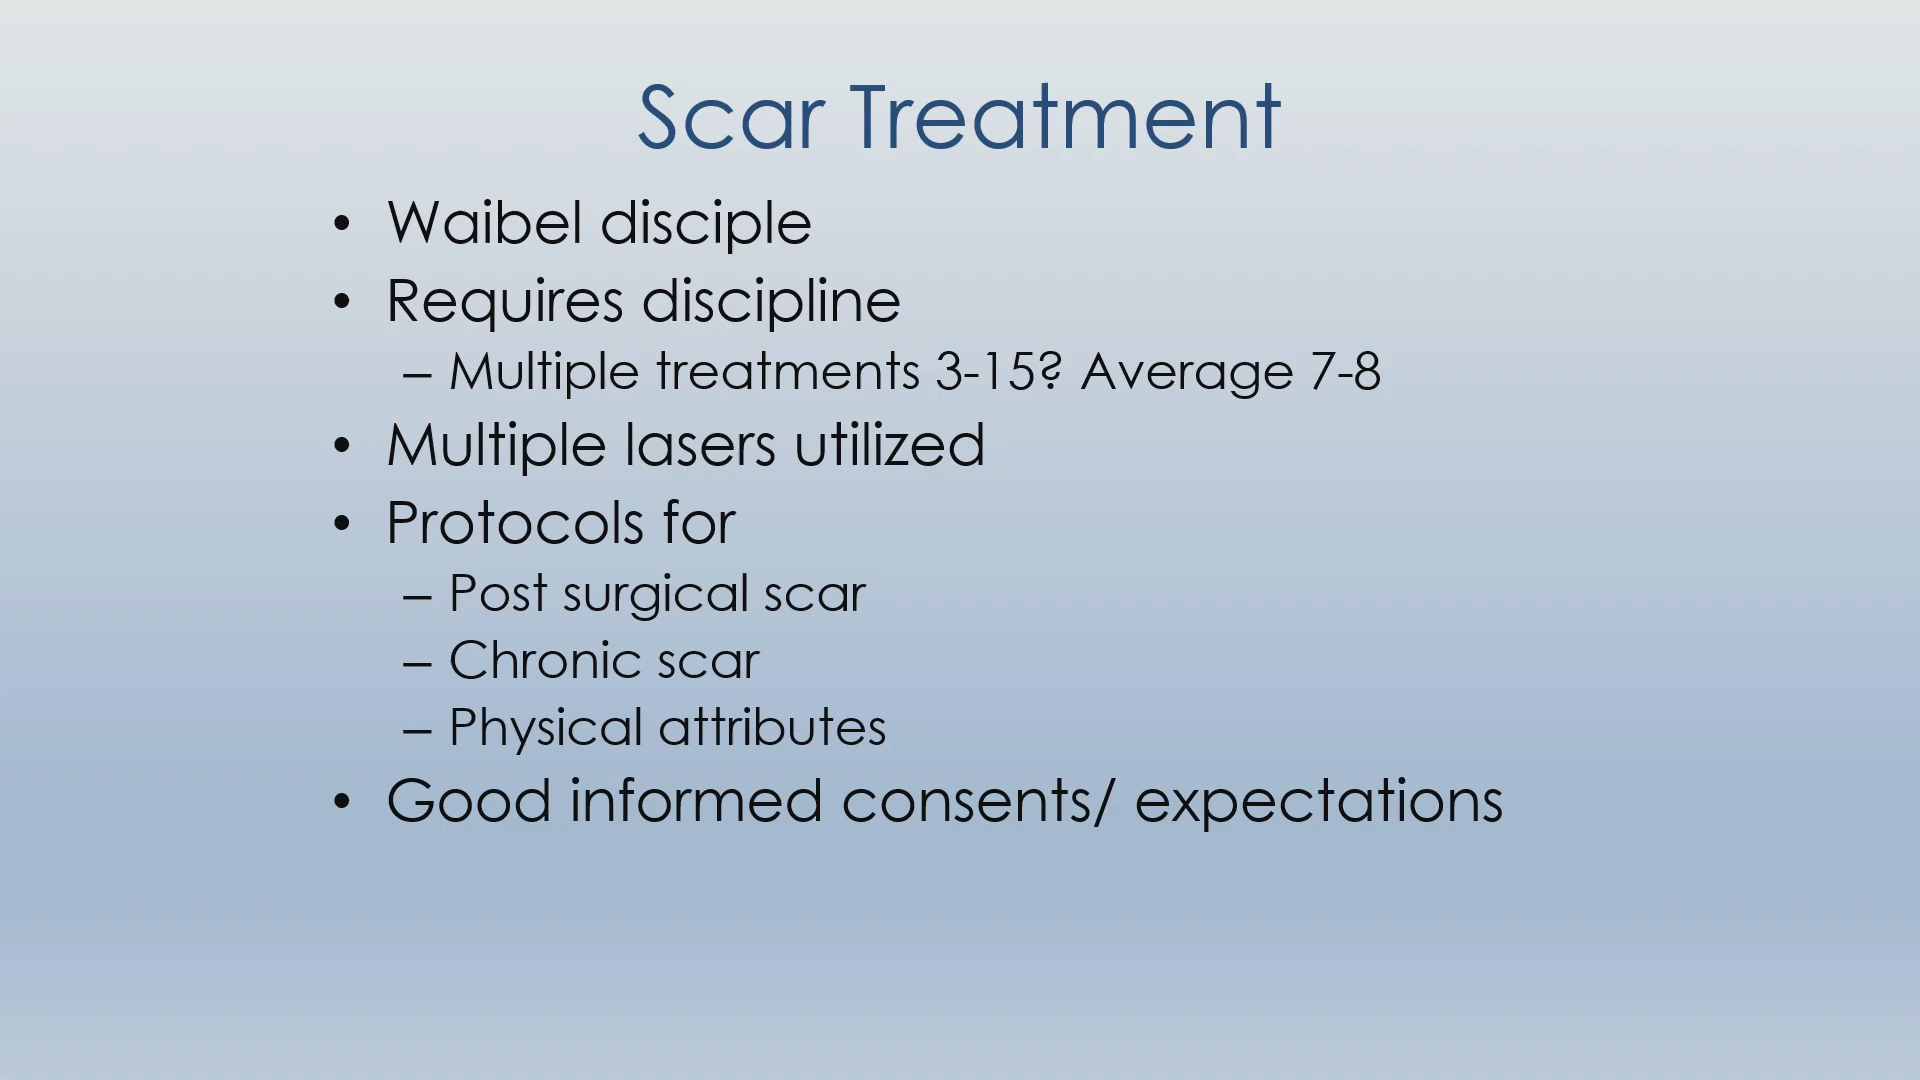 Scar Treatment
• Waibel disciple
• Requires discipline
– Multiple treatments 3-15? Average 7-8
• Multiple lasers utilized
• Protocols for
– Post surgical scar
– Chronic scar
– Physical attributes
• Good informed consents/ expectations